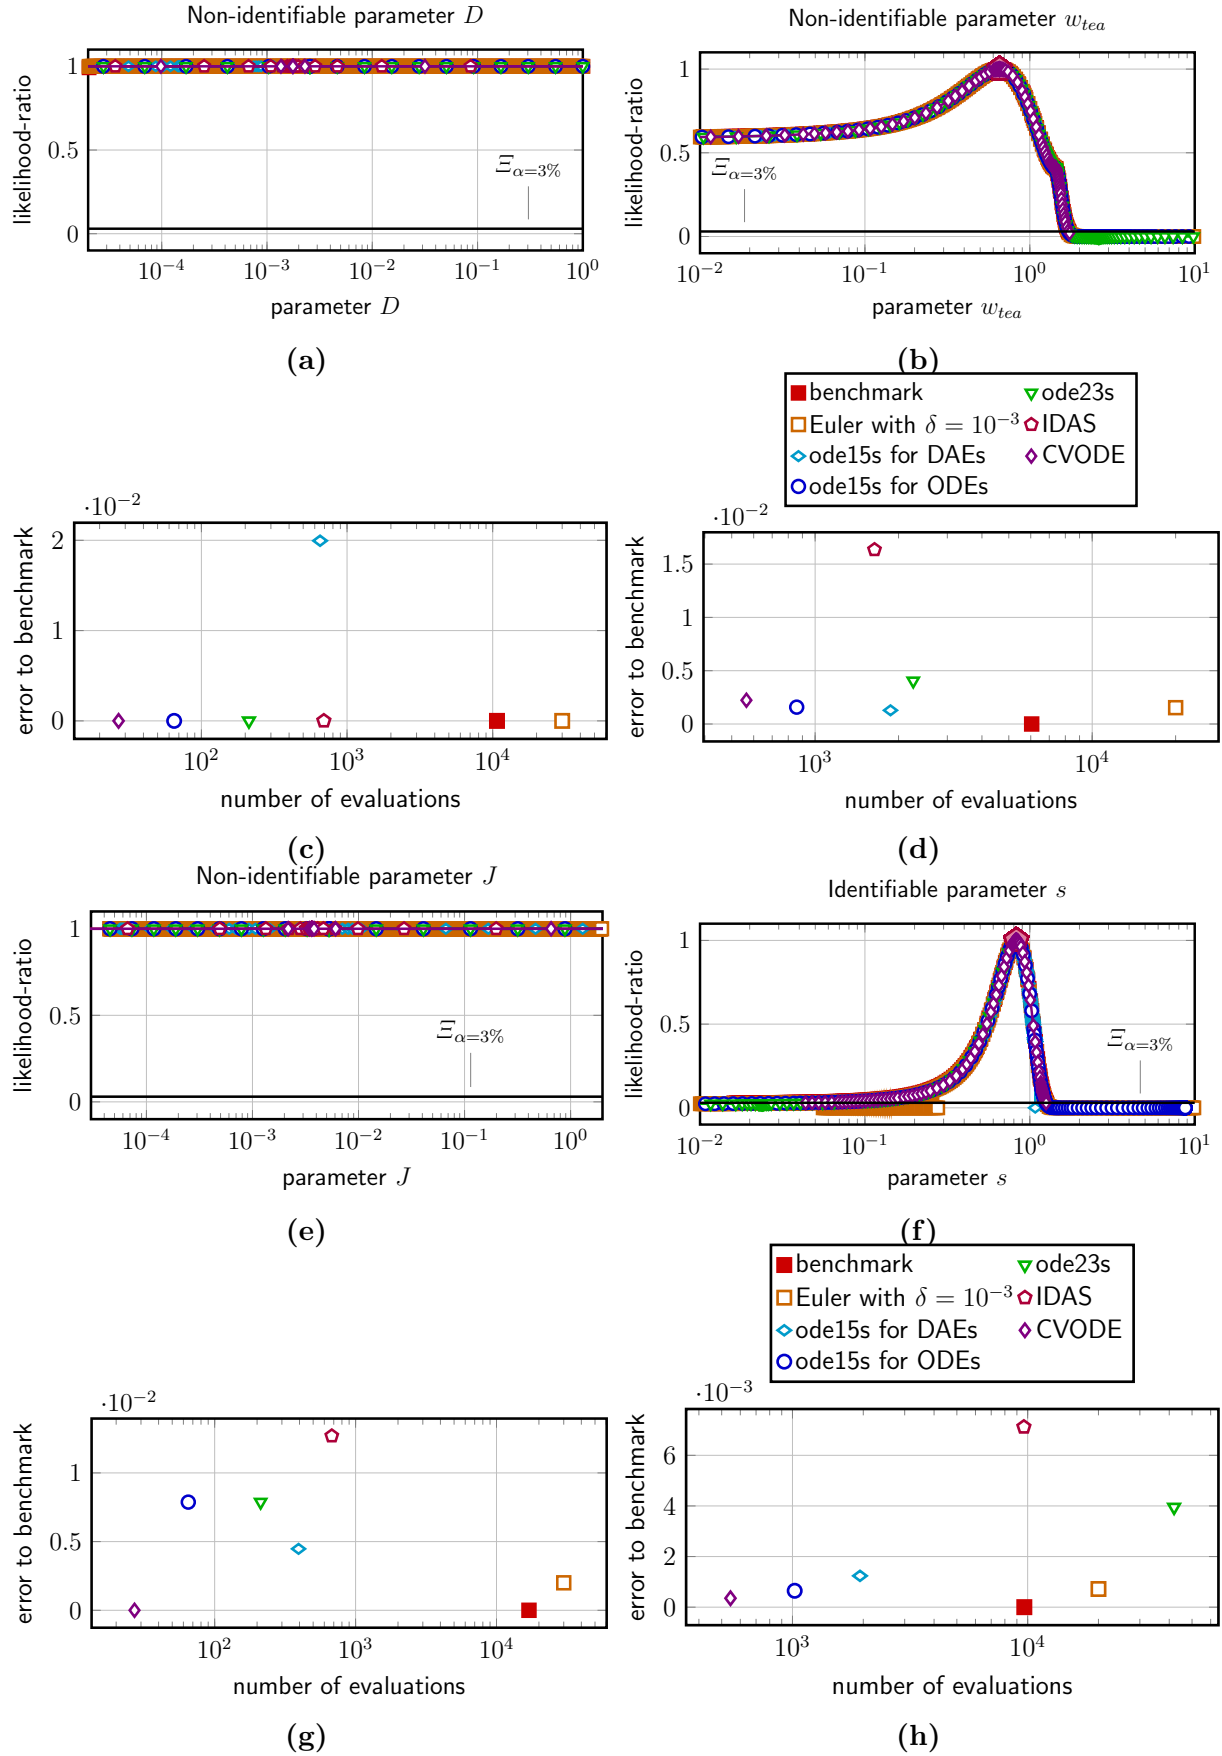 Non-identifiable parameter D
likelihood-ratio
1
0.5
0
Ξα=3%
10⁻⁴ 10⁻³ 10⁻² 10⁻¹ 10⁰
parameter D
(a)
Non-identifiable parameter w_tea
likelihood-ratio
1
0.5
0
Ξα=3%
10⁻² 10⁻¹ 10⁰ 10¹
parameter w_tea
(b)
benchmark
Euler with δ = 10⁻³
ode15s for DAEs
ode15s for ODEs
ode23s
IDAS
CVODE
·10⁻²
error to benchmark
2
1
0
10² 10³ 10⁴
number of evaluations
(c)
·10⁻²
error to benchmark
1.5
1
0.5
0
10³ 10⁴
number of evaluations
(d)
Non-identifiable parameter J
likelihood-ratio
1
0.5
0
Ξα=3%
10⁻⁴ 10⁻³ 10⁻² 10⁻¹ 10⁰
parameter J
(e)
Identifiable parameter s
likelihood-ratio
1
0.5
0
Ξα=3%
10⁻² 10⁻¹ 10⁰ 10¹
parameter s
(f)
benchmark
Euler with δ = 10⁻³
ode15s for DAEs
ode15s for ODEs
ode23s
IDAS
CVODE
·10⁻²
error to benchmark
1
0.5
0
10² 10³ 10⁴
number of evaluations
(g)
·10⁻³
error to benchmark
6
4
2
0
10³ 10⁴
number of evaluations
(h)